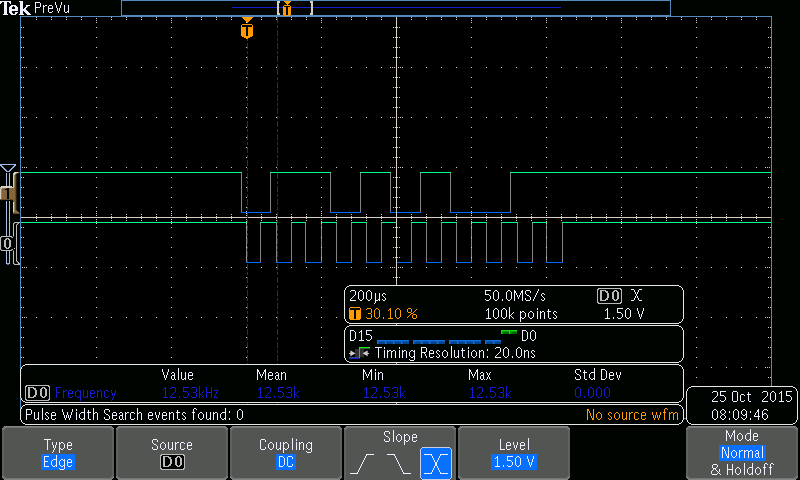 Tek PreVu
T
T
1
0
200µs 50.0MS/s D0
T 30.10 % 100k points 1.50 V
D15 D0
Timing Resolution: 20.0ns
Value Mean Min Max Std Dev
D0 Frequency 12.53kHz 12.53k 12.53k 12.53k 0.000
Pulse Width Search events found: 0 No source wfm
25 Oct 2015
08:09:46
Type
Edge
Source
D0
Coupling
DC
Slope
Level
1.50 V
Mode
Normal
& Holdoff